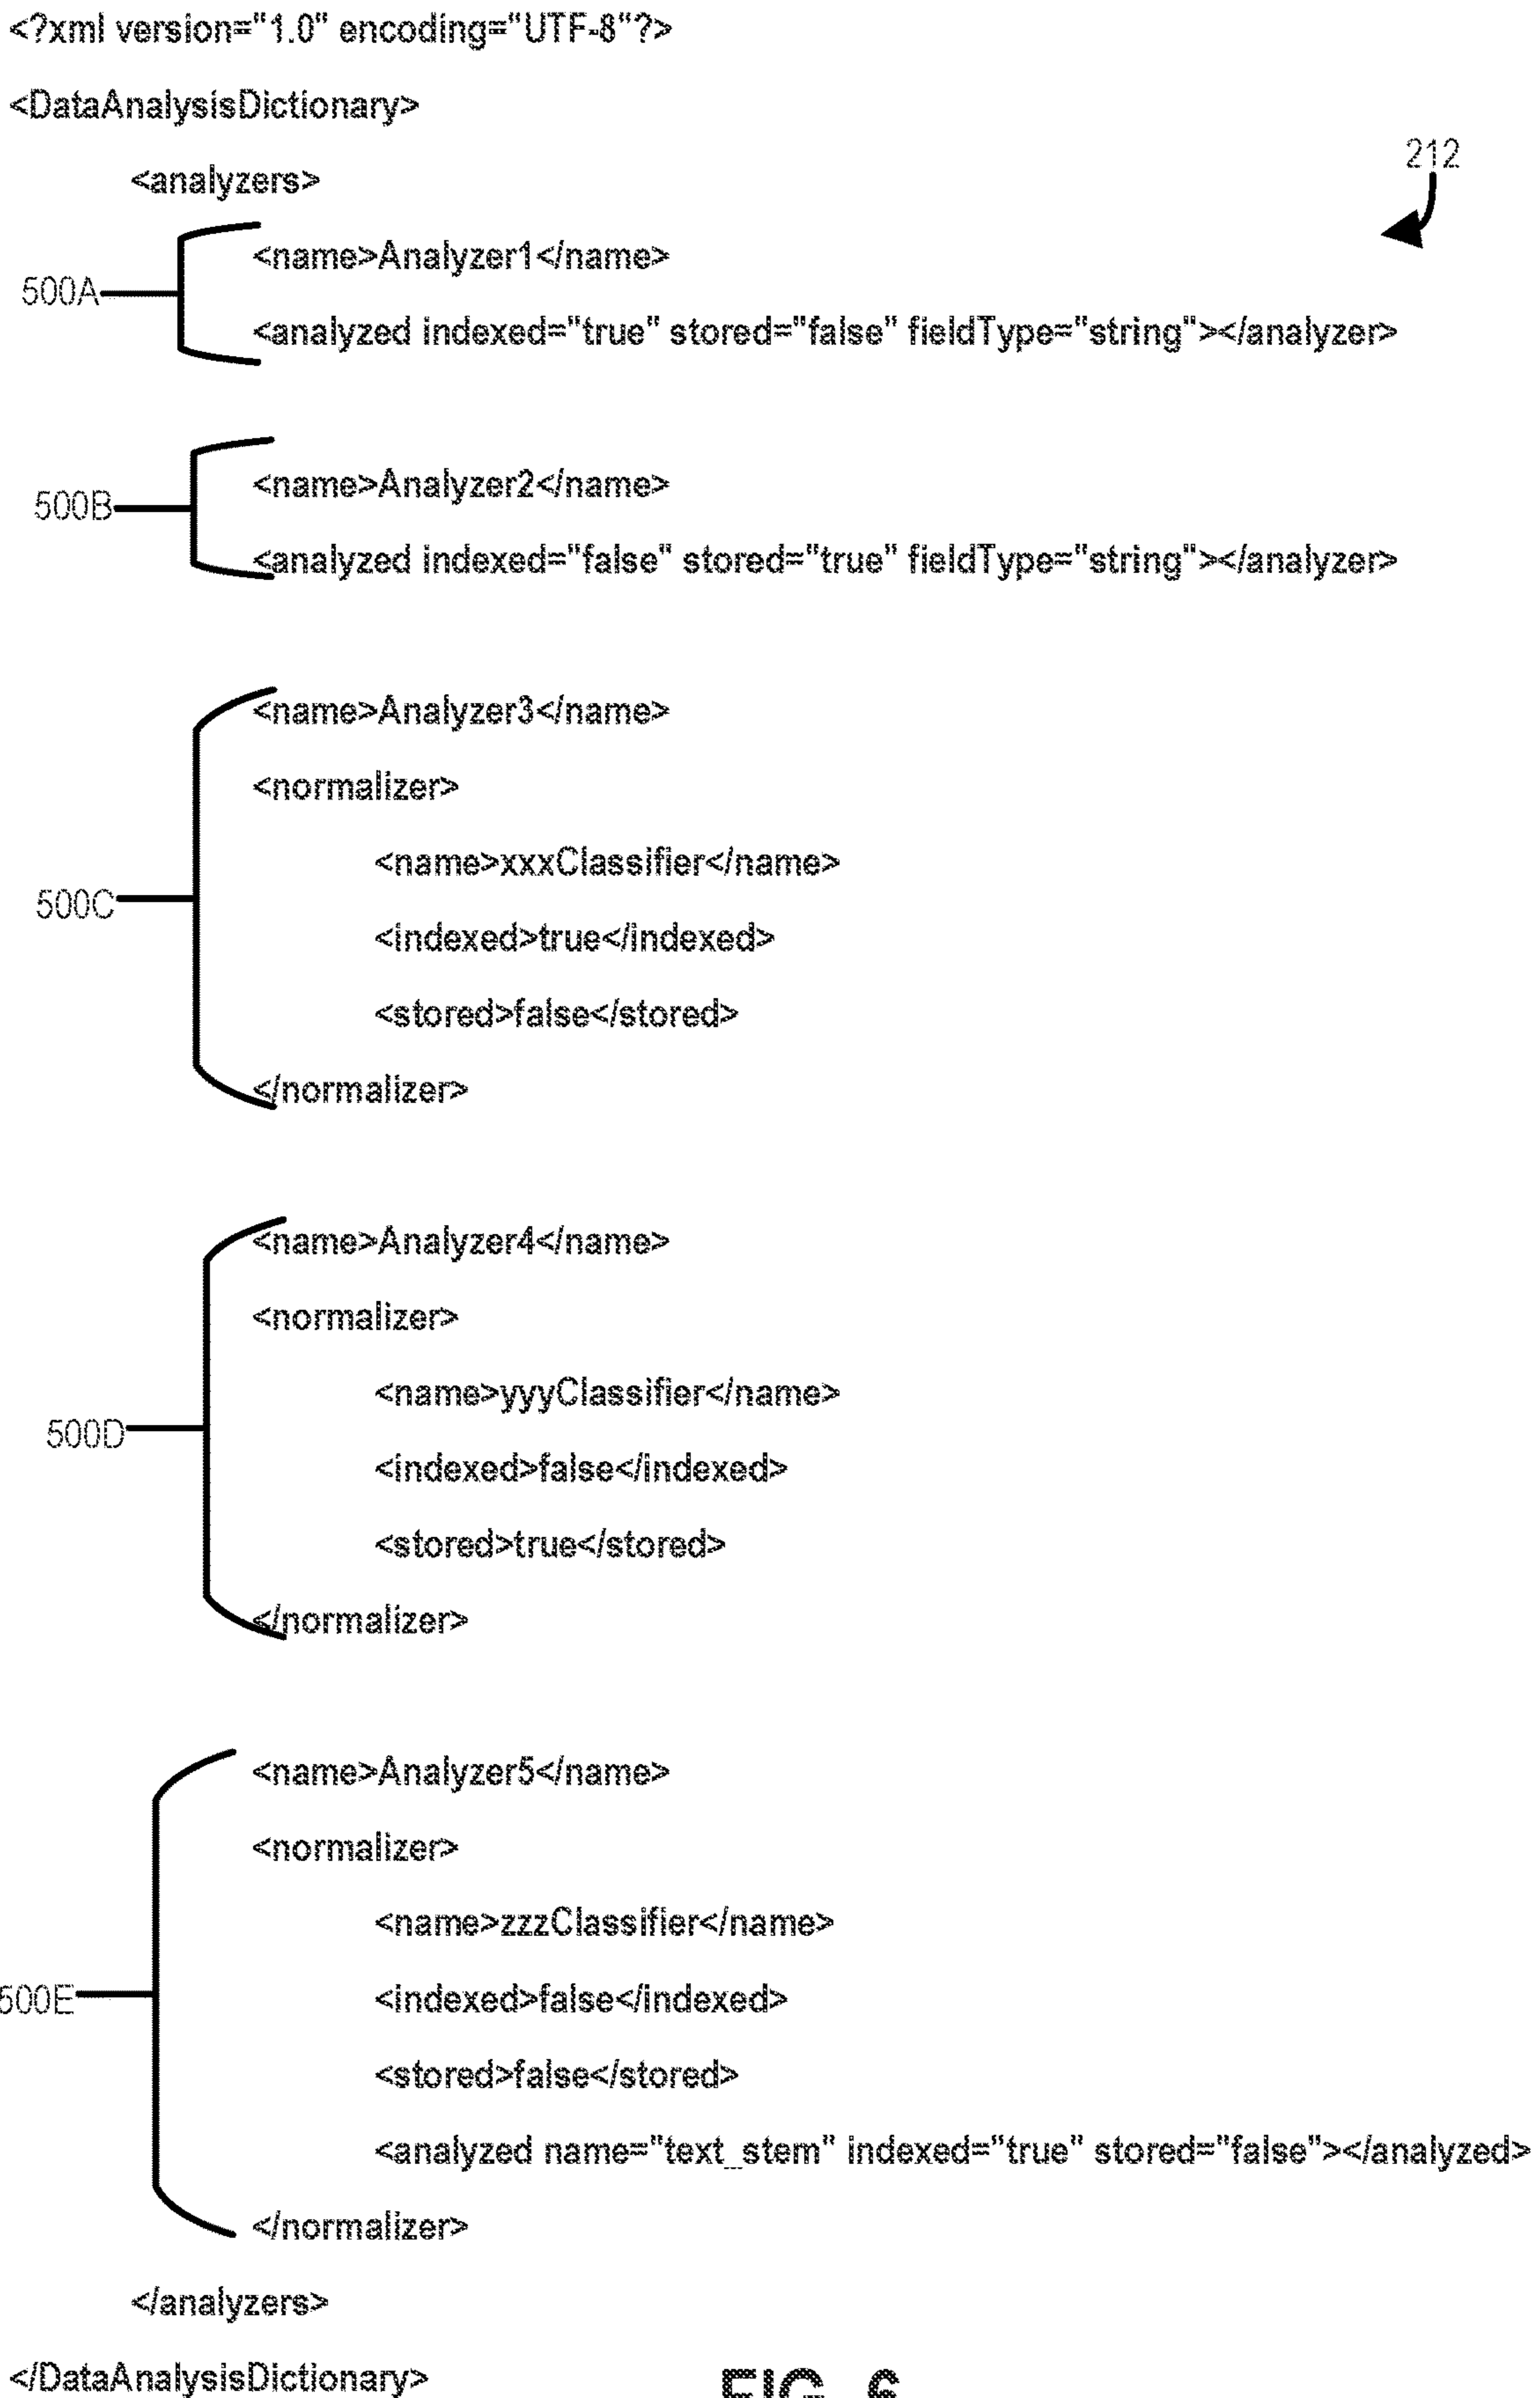 <?xml version="1.0" encoding="UTF-8"?>
<DataAnalysisDictionary>
212
<analyzers>
<name>Analyzer1</name>
500A
<analyzed indexed="true" stored="false" fieldType="string"></analyzer>
<name>Analyzer2</name>
500B
<analyzed indexed="false" stored="true" fieldType="string"></analyzer>
<name>Analyzer3</name>
<normalizer>
<name>xxxClassifier</name>
500C
<indexed>true</indexed>
<stored>false</stored>
</normalizer>
<name>Analyzer4</name>
<normalizer>
<name>yyyClassifier</name>
500D
<indexed>false</indexed>
<stored>true</stored>
</normalizer>
<name>Analyzer5</name>
<normalizer>
<name>zzzClassifier</name>
500E
<indexed>false</indexed>
<stored>false</stored>
<analyzed name="text_stem" indexed="true" stored="false"></analyzed>
</normalizer>
</analyzers>
</DataAnalysisDictionary>
FIG. 6